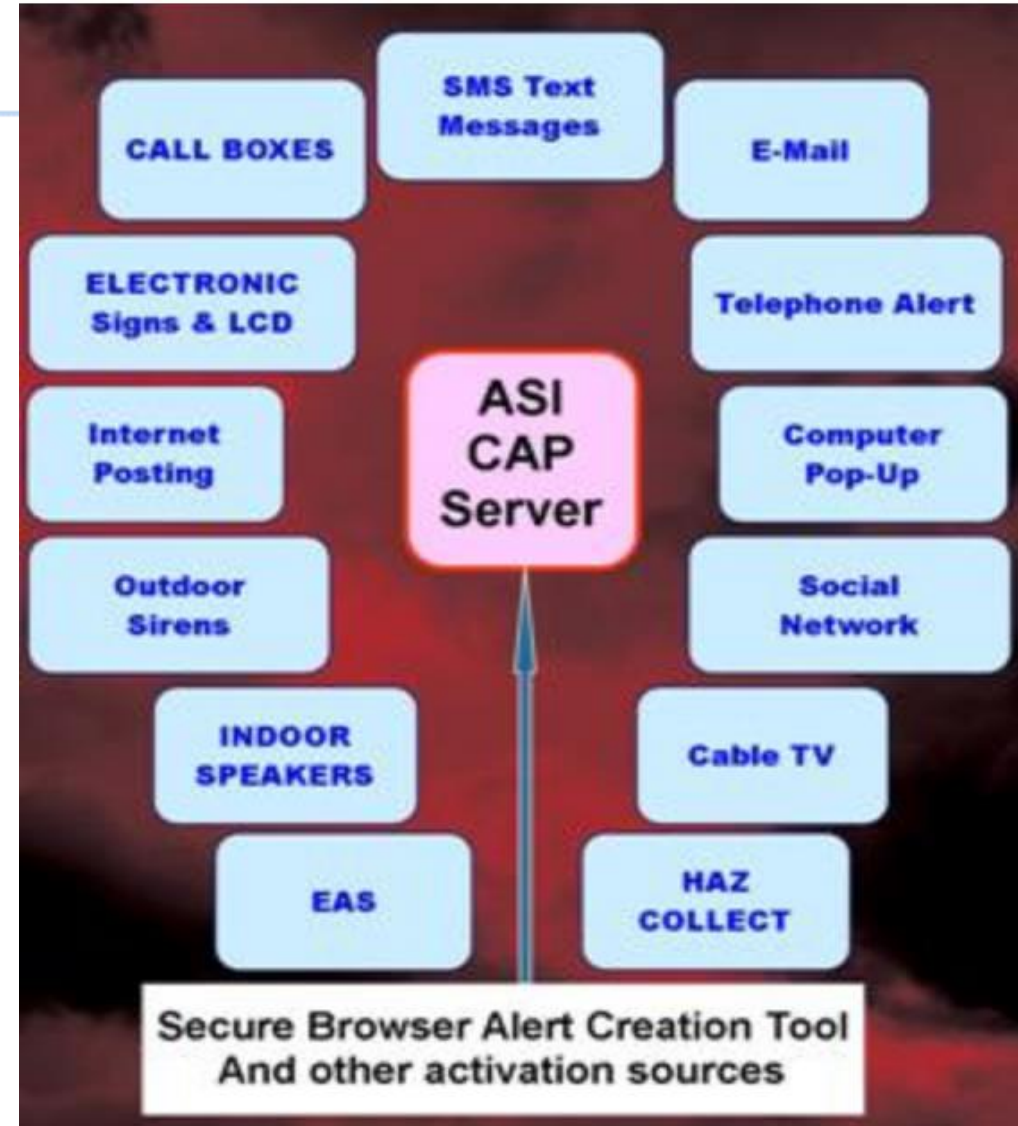 SMS Text
Messages
CALL BOXES
E-Mail
ELECTRONIC
Signs & LCD
Telephone Alert
ASI
CAP
Server
Internet
Posting
Computer
Pop-Up
Outdoor
Sirens
Social
Network
INDOOR
SPEAKERS
Cable TV
EAS
HAZ
COLLECT
Secure Browser Alert Creation Tool
And other activation sources